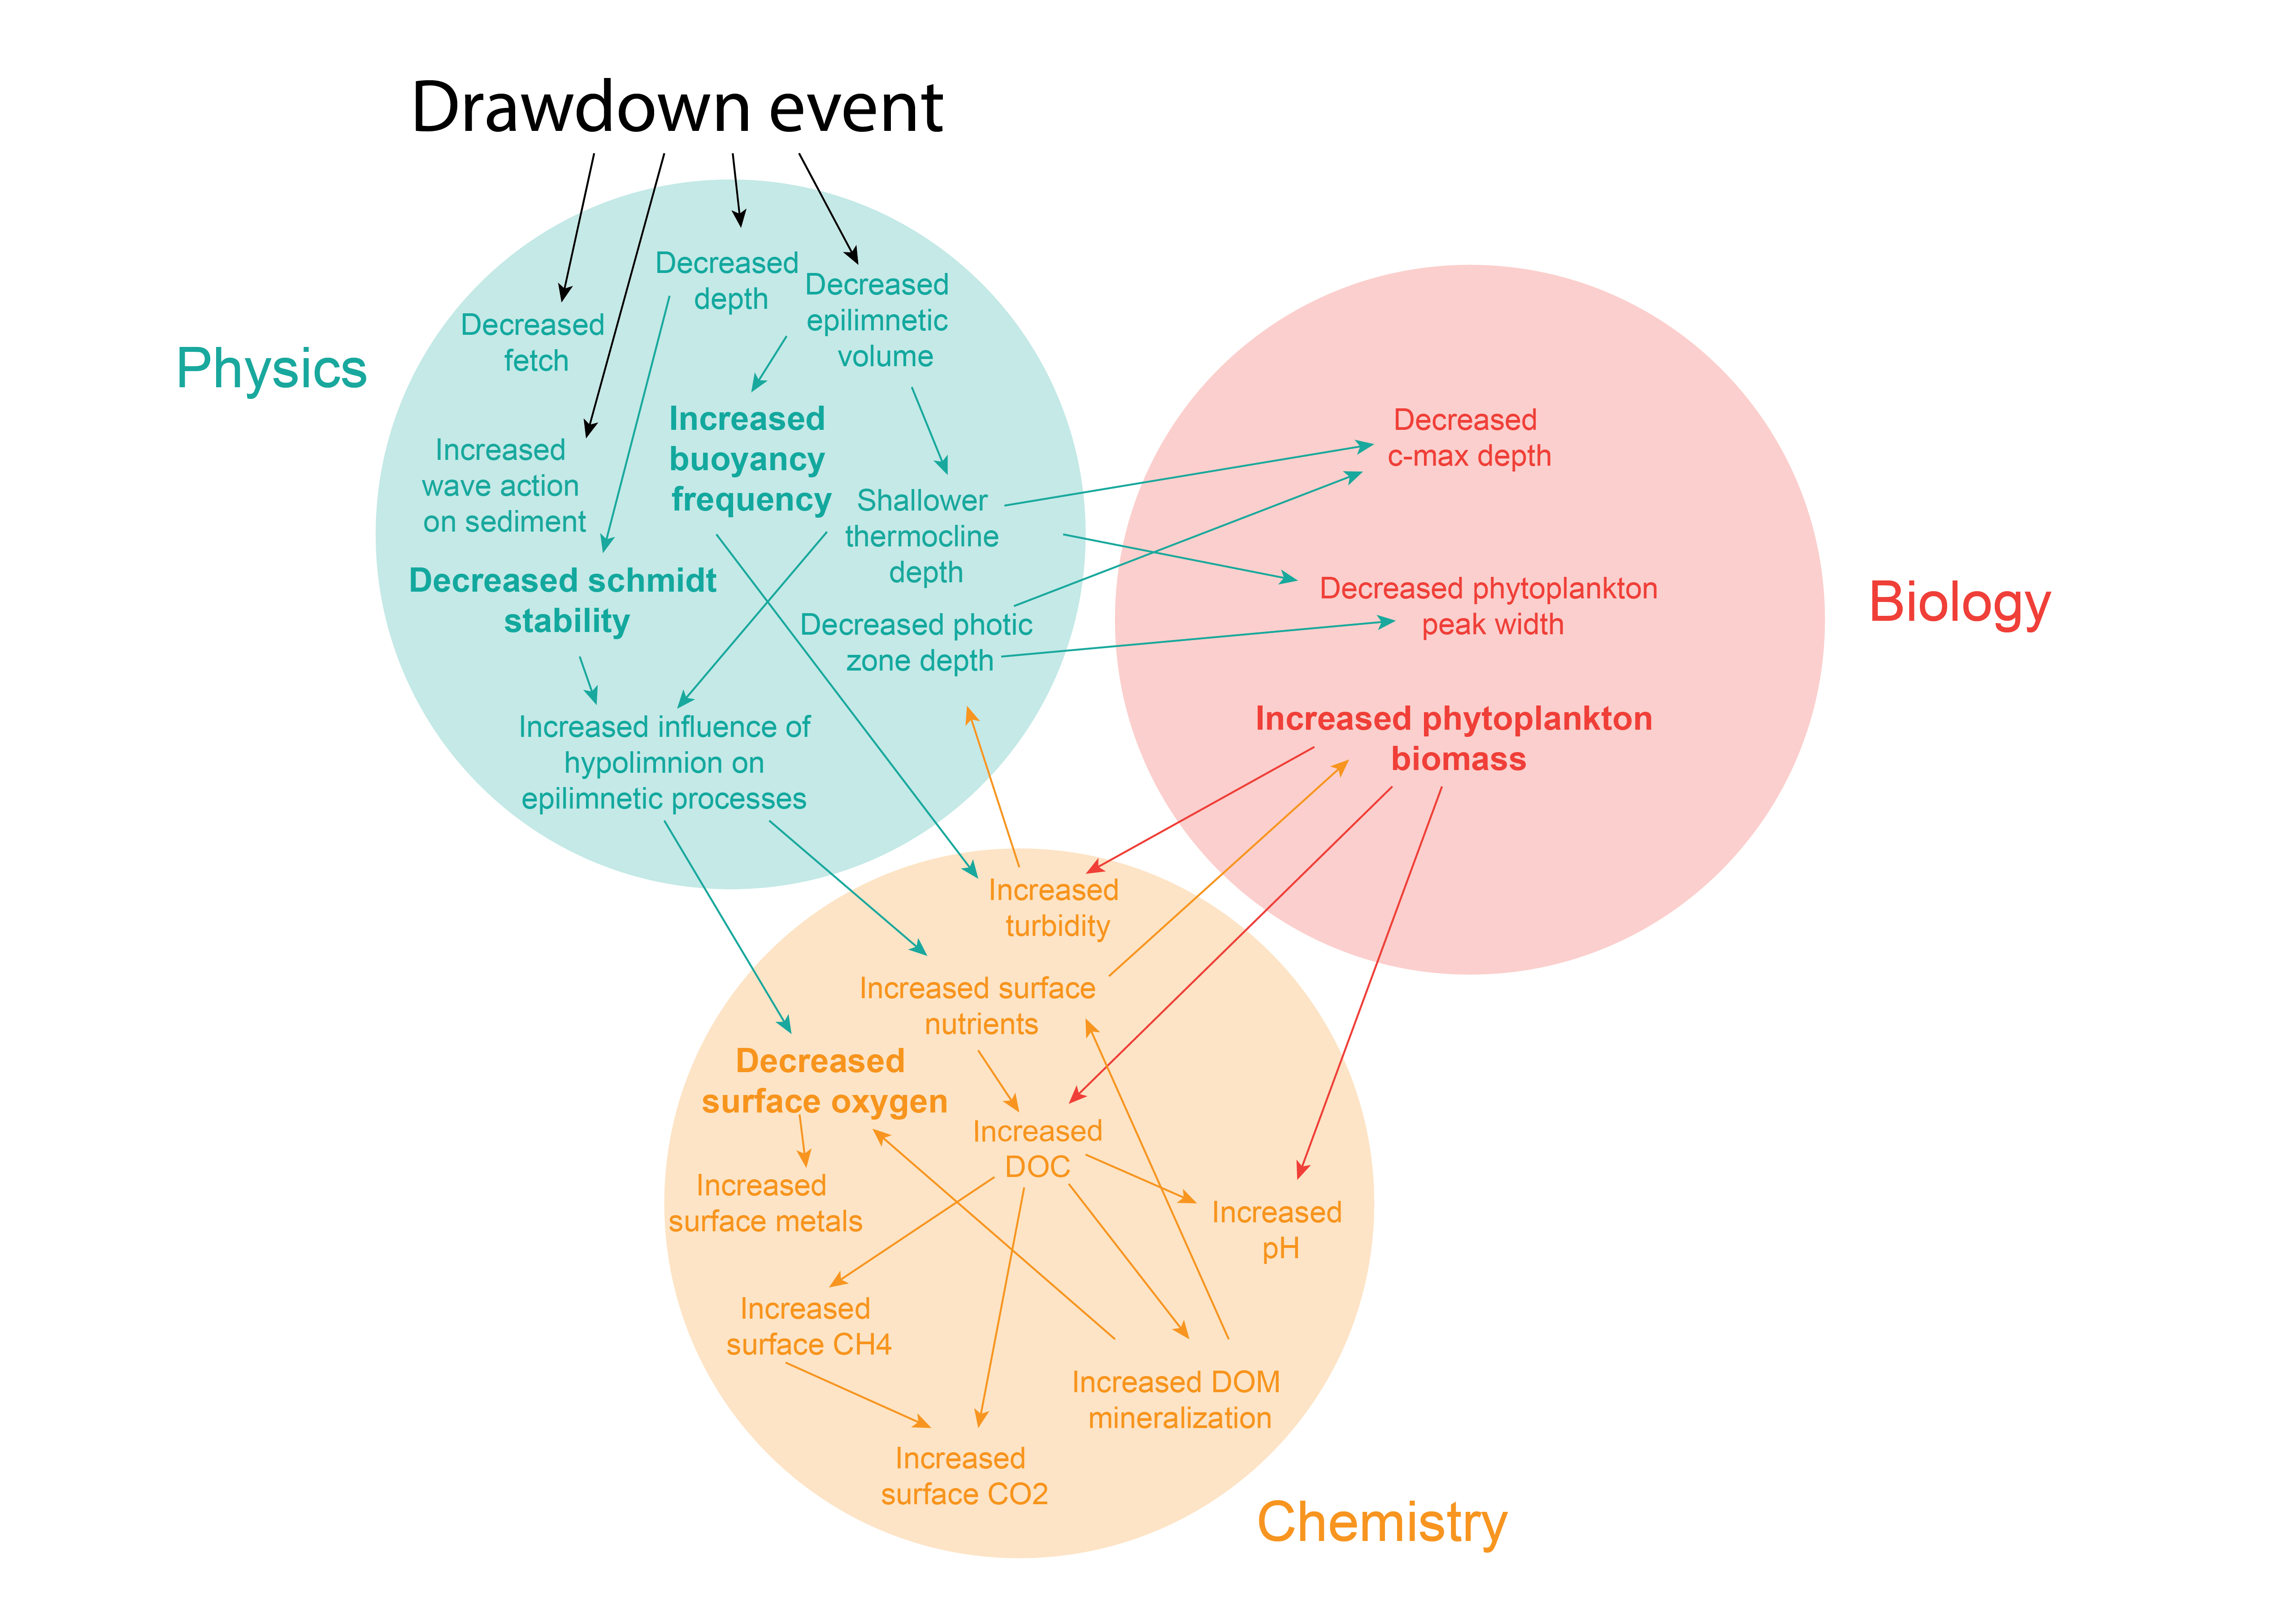 Drawdown event
Physics
Decreased
depth
Decreased
epilimnetic
volume
Decreased
fetch
Increased
buoyancy
frequency
Increased
wave action
on sediment
Shallower
thermocline
depth
Decreased schmidt
stability
Decreased photic
zone depth
Increased influence of
hypolimnion on
epilimnetic processes
Biology
Decreased
c-max depth
Decreased phytoplankton
peak width
Increased phytoplankton
biomass
Increased
turbidity
Increased surface
nutrients
Decreased
surface oxygen
Increased
DOC
Increased
surface metals
Increased
pH
Increased
surface CH4
Increased DOM
mineralization
Increased
surface CO2
Chemistry